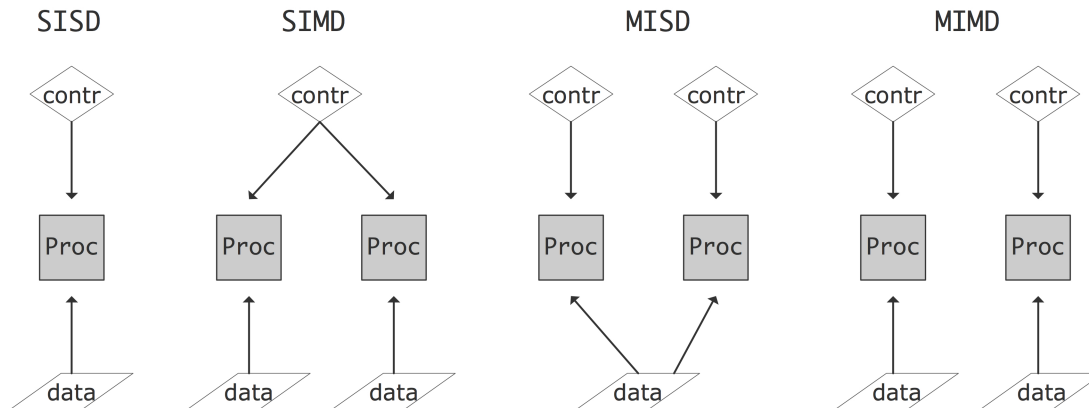 SISD SIMD MISD MIMD
contr contr contr contr contr contr
Proc Proc Proc Proc Proc Proc Proc
data data data data data data